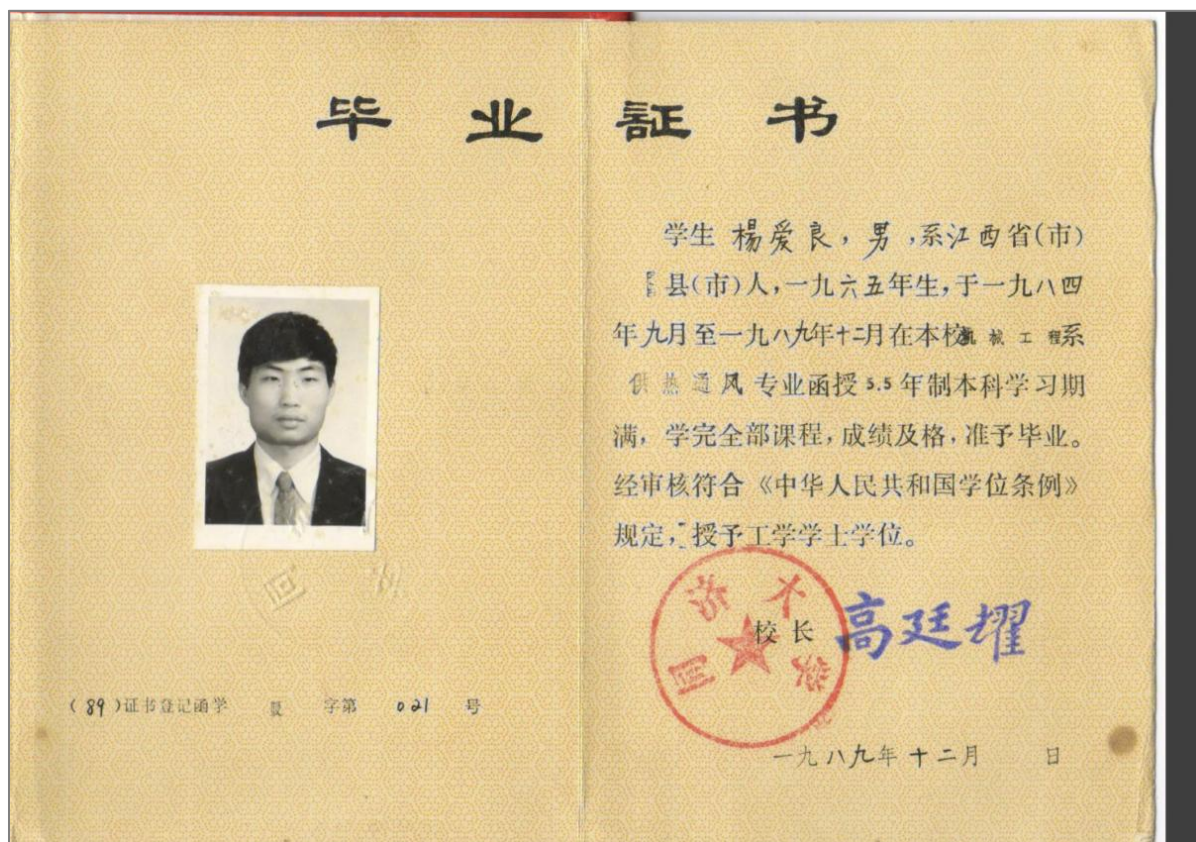 毕业証书
学生 楊爱良，男，系江西省(市)
县(市)人，一九六五年生，于一九八四
年九月至一九八九年十二月在本校机械工程系
供热通风专业函授5.5年制本科学习期
满，学完全部课程，成绩及格，准予毕业。
经审核符合《中华人民共和国学位条例》
规定，授予工学学士学位。
校长 高廷耀
同济大学
(89)证书登记函学 字第 021 号
一九八九年十二月 日